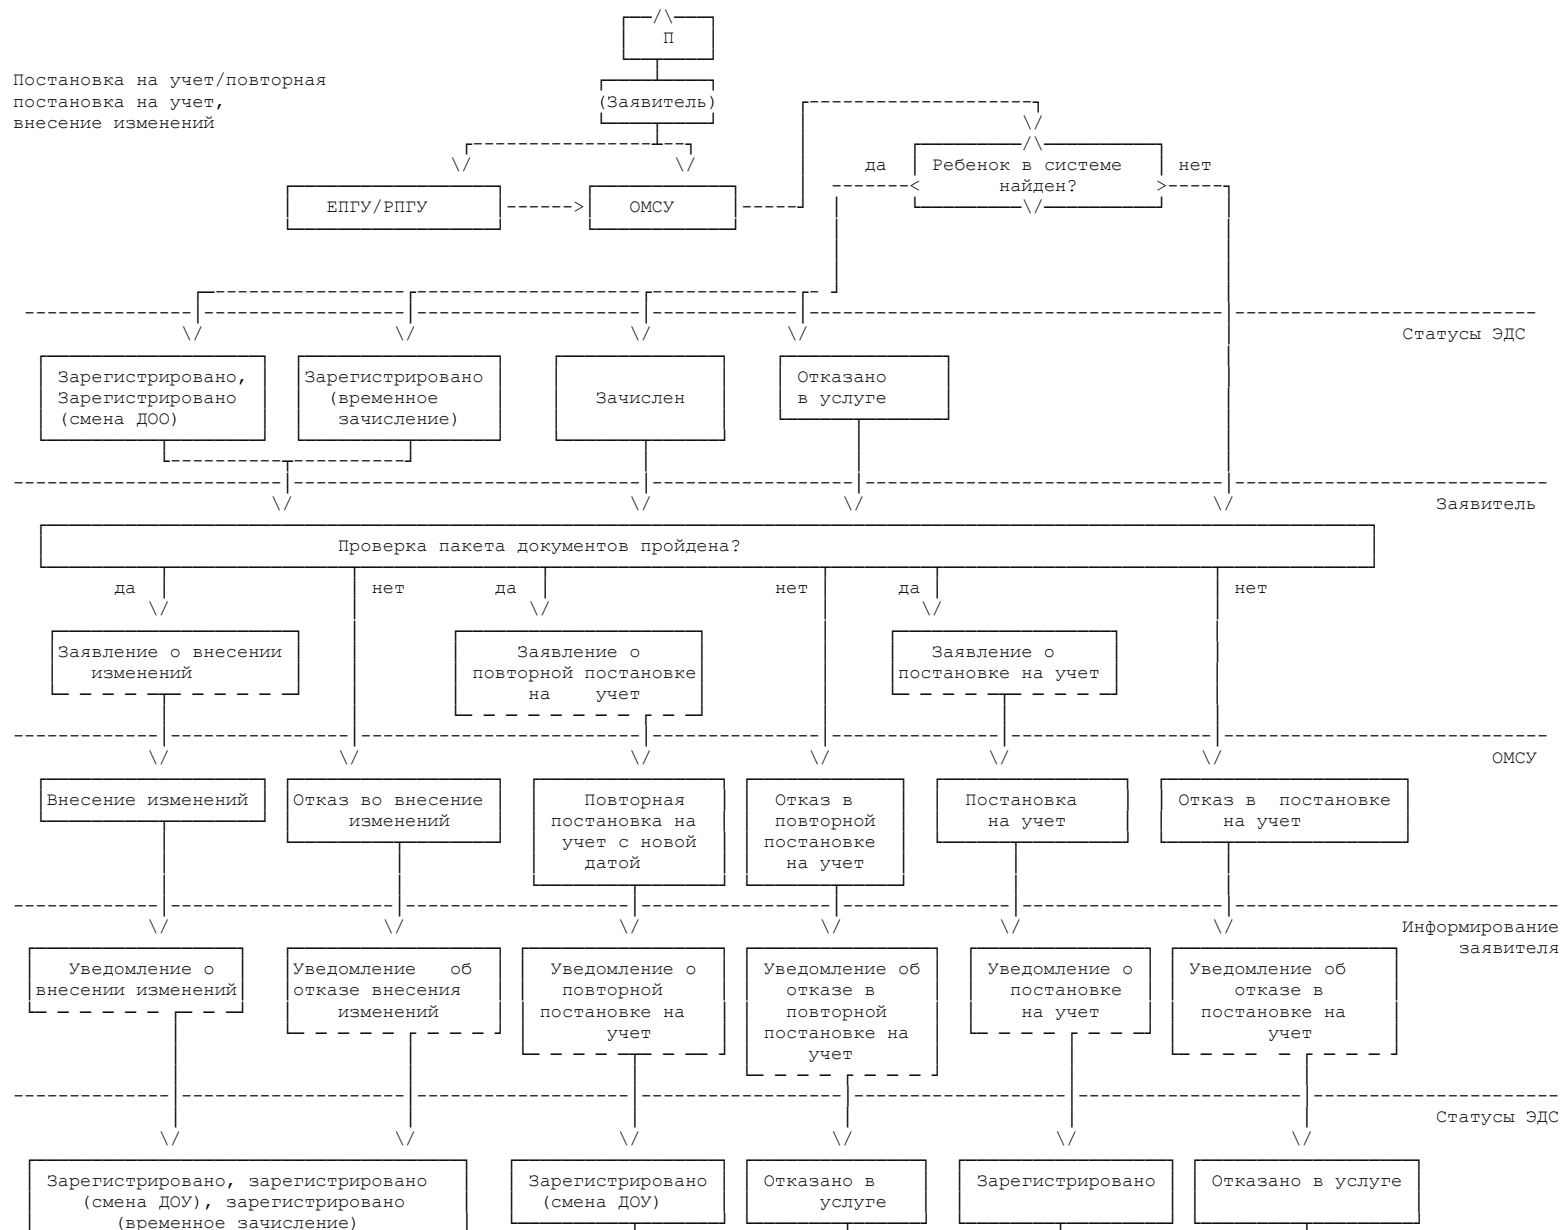 П
Постановка на учет/повторная
постановка на учет,
внесение изменений
(Заявитель)
да
Ребенок в системе
найден?
нет
ЕПГУ/РПГУ
ОМСУ
Статусы ЭДС
Зарегистрировано,
Зарегистрировано
(смена ДОО)
Зарегистрировано
(временное
зачисление)
Зачислен
Отказано
в услуге
Заявитель
Проверка пакета документов пройдена?
да
нет
да
нет
да
нет
Заявление о внесении
изменений
Заявление о
повторной постановке
на учет
Заявление о
постановке на учет
ОМСУ
Внесение изменений
Отказ во внесение
изменений
Повторная
постановка на
учет с новой
датой
Отказ в
повторной
постановке
на учет
Постановка
на учет
Отказ в постановке
на учет
Информирование
заявителя
Уведомление о
внесении изменений
Уведомление об
отказе внесения
изменений
Уведомление о
повторной
постановке на
учет
Уведомление об
отказе в
повторной
постановке на
учет
Уведомление о
постановке
на учет
Уведомление об
отказе в
постановке на
учет
Статусы ЭДС
Зарегистрировано, зарегистрировано
(смена ДОУ), зарегистрировано
(временное зачисление)
Зарегистрировано
(смена ДОУ)
Отказано в
услуге
Зарегистрировано
Отказано в услуге